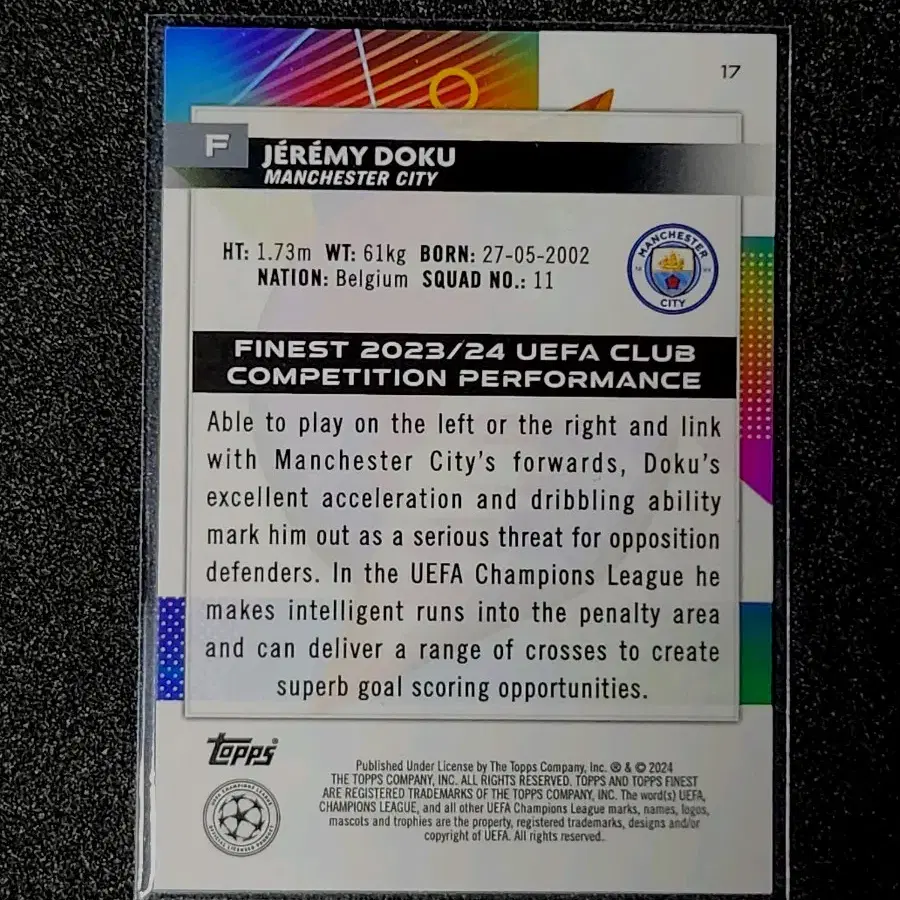 17
F
JÉRÉMY DOKU
MANCHESTER CITY
HT: 1.73m WT: 61kg BORN: 27-05-2002
NATION: Belgium SQUAD NO.: 11
MANCHESTER
CITY
FINEST 2023/24 UEFA CLUB
COMPETITION PERFORMANCE
Able to play on the left or the right and link
with Manchester City's forwards, Doku's
excellent acceleration and dribbling ability
mark him out as a serious threat for opposition
defenders. In the UEFA Champions League he
makes intelligent runs into the penalty area
and can deliver a range of crosses to create
superb goal scoring opportunities.
topps
Published Under License by The Topps Company, Inc. ® & © 2024
THE TOPPS COMPANY, INC. ALL RIGHTS RESERVED. TOPPS AND TOPPS FINEST
ARE REGISTERED TRADEMARKS OF THE TOPPS COMPANY, INC. The word(s) UEFA,
CHAMPIONS LEAGUE, and all other UEFA Champions League marks, names, logos,
mascots and trophies are the property, registered trademarks, designs and/or
copyright of UEFA. All rights reserved.